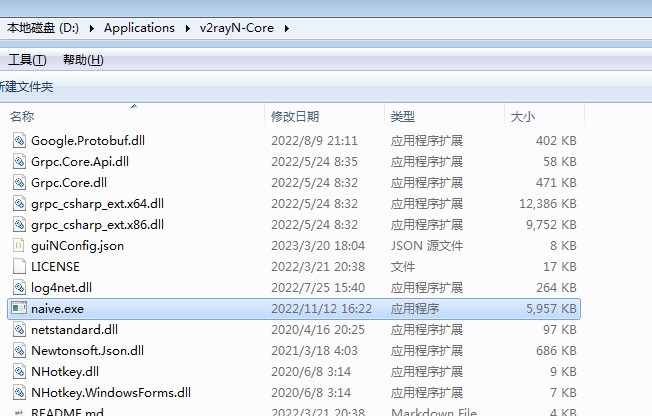 本地磁盘 (D:) Applications v2rayN-Core
工具(T) 帮助(H)
新建文件夹
名称 修改日期 类型 大小
Google.Protobuf.dll 2022/8/9 21:11 应用程序扩展 402 KB
Grpc.Core.Api.dll 2022/5/24 8:35 应用程序扩展 58 KB
Grpc.Core.dll 2022/5/24 8:32 应用程序扩展 471 KB
grpc_csharp_ext.x64.dll 2022/5/24 8:32 应用程序扩展 12,386 KB
grpc_csharp_ext.x86.dll 2022/5/24 8:32 应用程序扩展 9,752 KB
guiNConfig.json 2023/3/20 18:04 JSON 源文件 8 KB
LICENSE 2022/3/21 20:38 文件 17 KB
log4net.dll 2022/7/25 15:40 应用程序扩展 264 KB
naive.exe 2022/11/12 16:22 应用程序 5,957 KB
netstandard.dll 2020/4/16 20:25 应用程序扩展 97 KB
Newtonsoft.Json.dll 2021/3/18 4:03 应用程序扩展 686 KB
NHotkey.dll 2020/6/8 3:14 应用程序扩展 9 KB
NHotkey.WindowsForms.dll 2020/6/8 3:14 应用程序扩展 7 KB
README.md 2022/3/21 20:38 Markdown File 4 KB